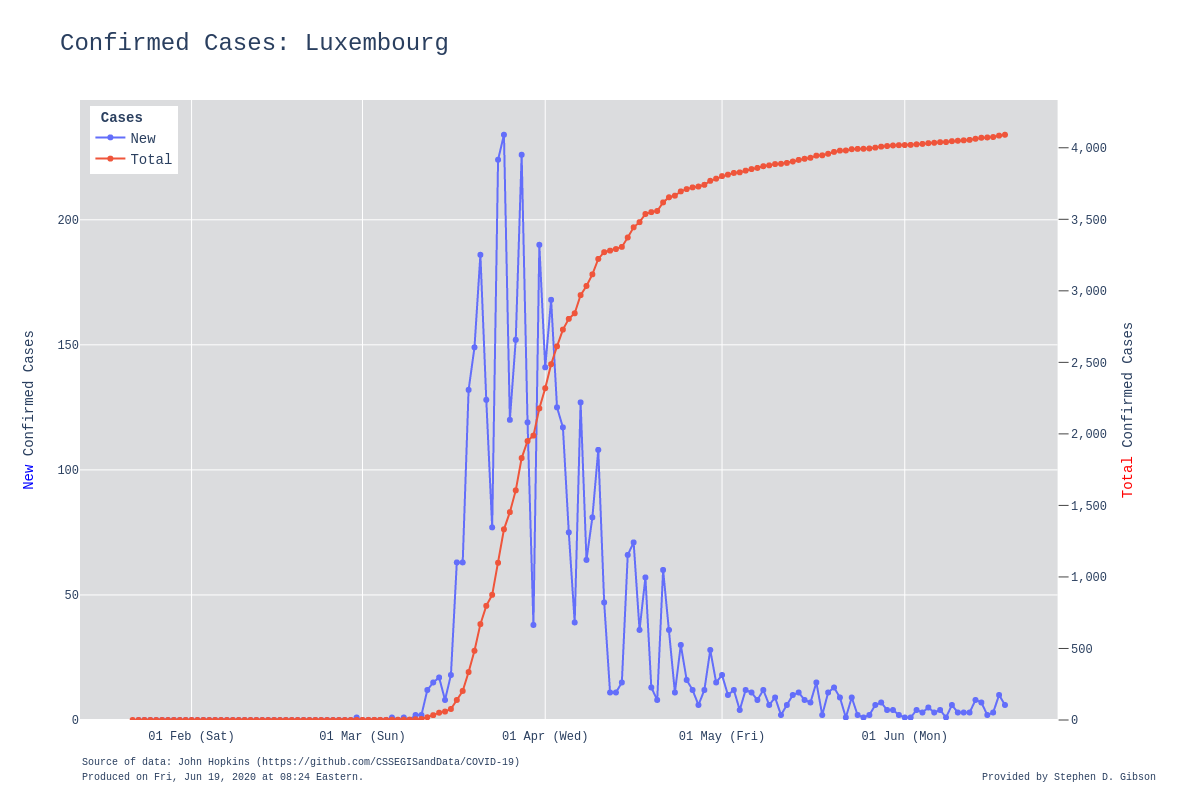 Confirmed Cases: Luxembourg
Cases
New
Total
200
150
100
50
0
New Confirmed Cases
4,000
3,500
3,000
2,500
2,000
1,500
1,000
500
0
Total Confirmed Cases
01 Feb (Sat)
01 Mar (Sun)
01 Apr (Wed)
01 May (Fri)
01 Jun (Mon)
Source of data: John Hopkins (https://github.com/CSSEGISandData/COVID-19)
Produced on Fri, Jun 19, 2020 at 08:24 Eastern.
Provided by Stephen D. Gibson